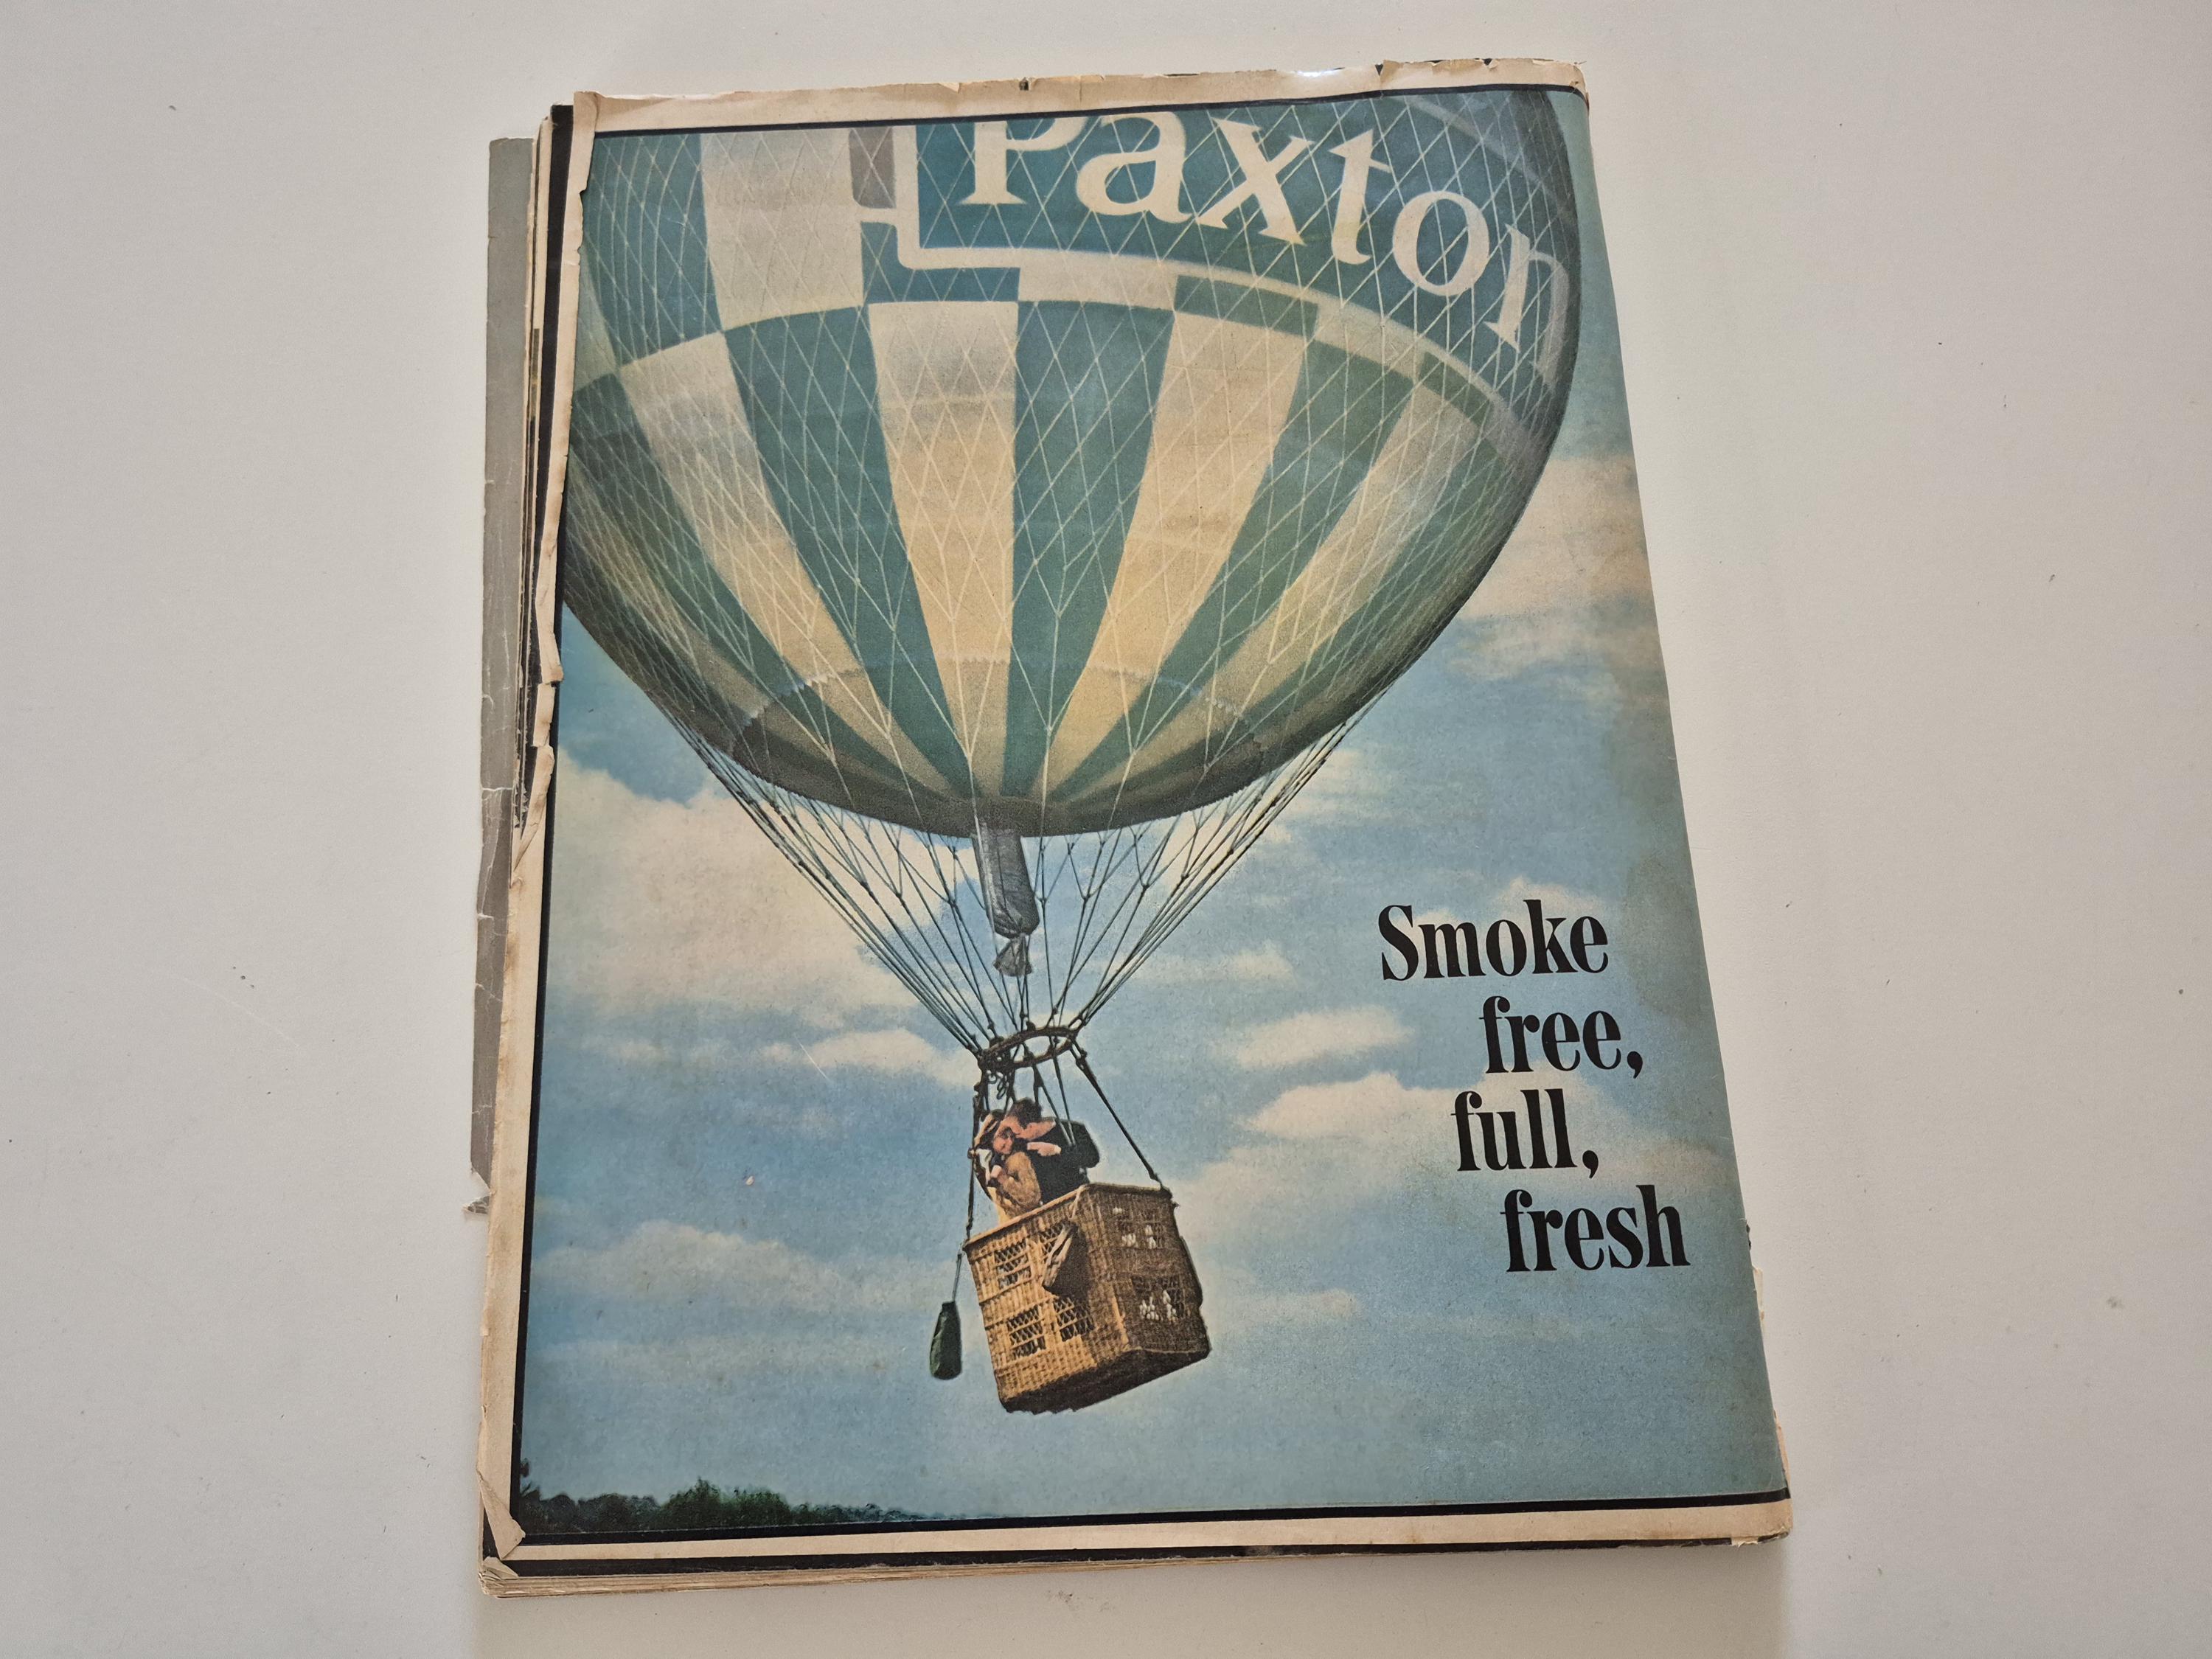 Paxton
Smoke
free,
full,
fresh